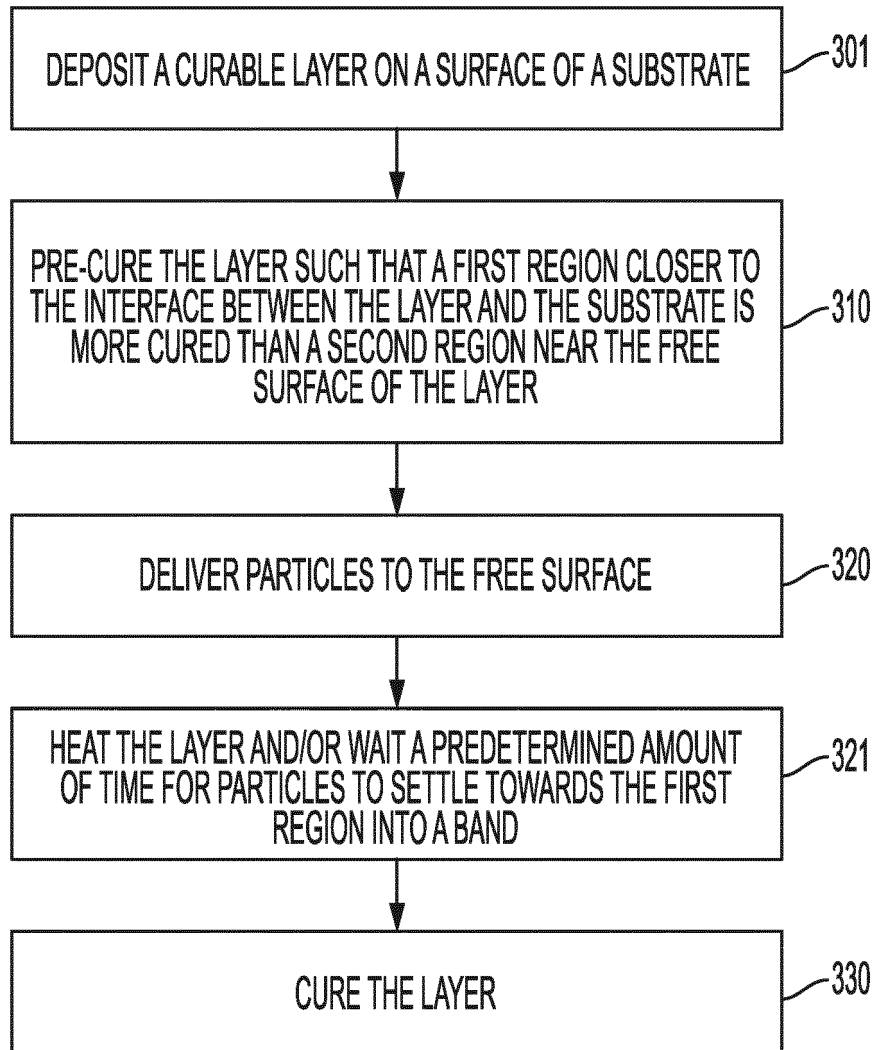 DEPOSIT A CURABLE LAYER ON A SURFACE OF A SUBSTRATE
301
PRE-CURE THE LAYER SUCH THAT A FIRST REGION CLOSER TO
THE INTERFACE BETWEEN THE LAYER AND THE SUBSTRATE IS
MORE CURED THAN A SECOND REGION NEAR THE FREE
SURFACE OF THE LAYER
310
DELIVER PARTICLES TO THE FREE SURFACE
320
HEAT THE LAYER AND/OR WAIT A PREDETERMINED AMOUNT
OF TIME FOR PARTICLES TO SETTLE TOWARDS THE FIRST
REGION INTO A BAND
321
CURE THE LAYER
330